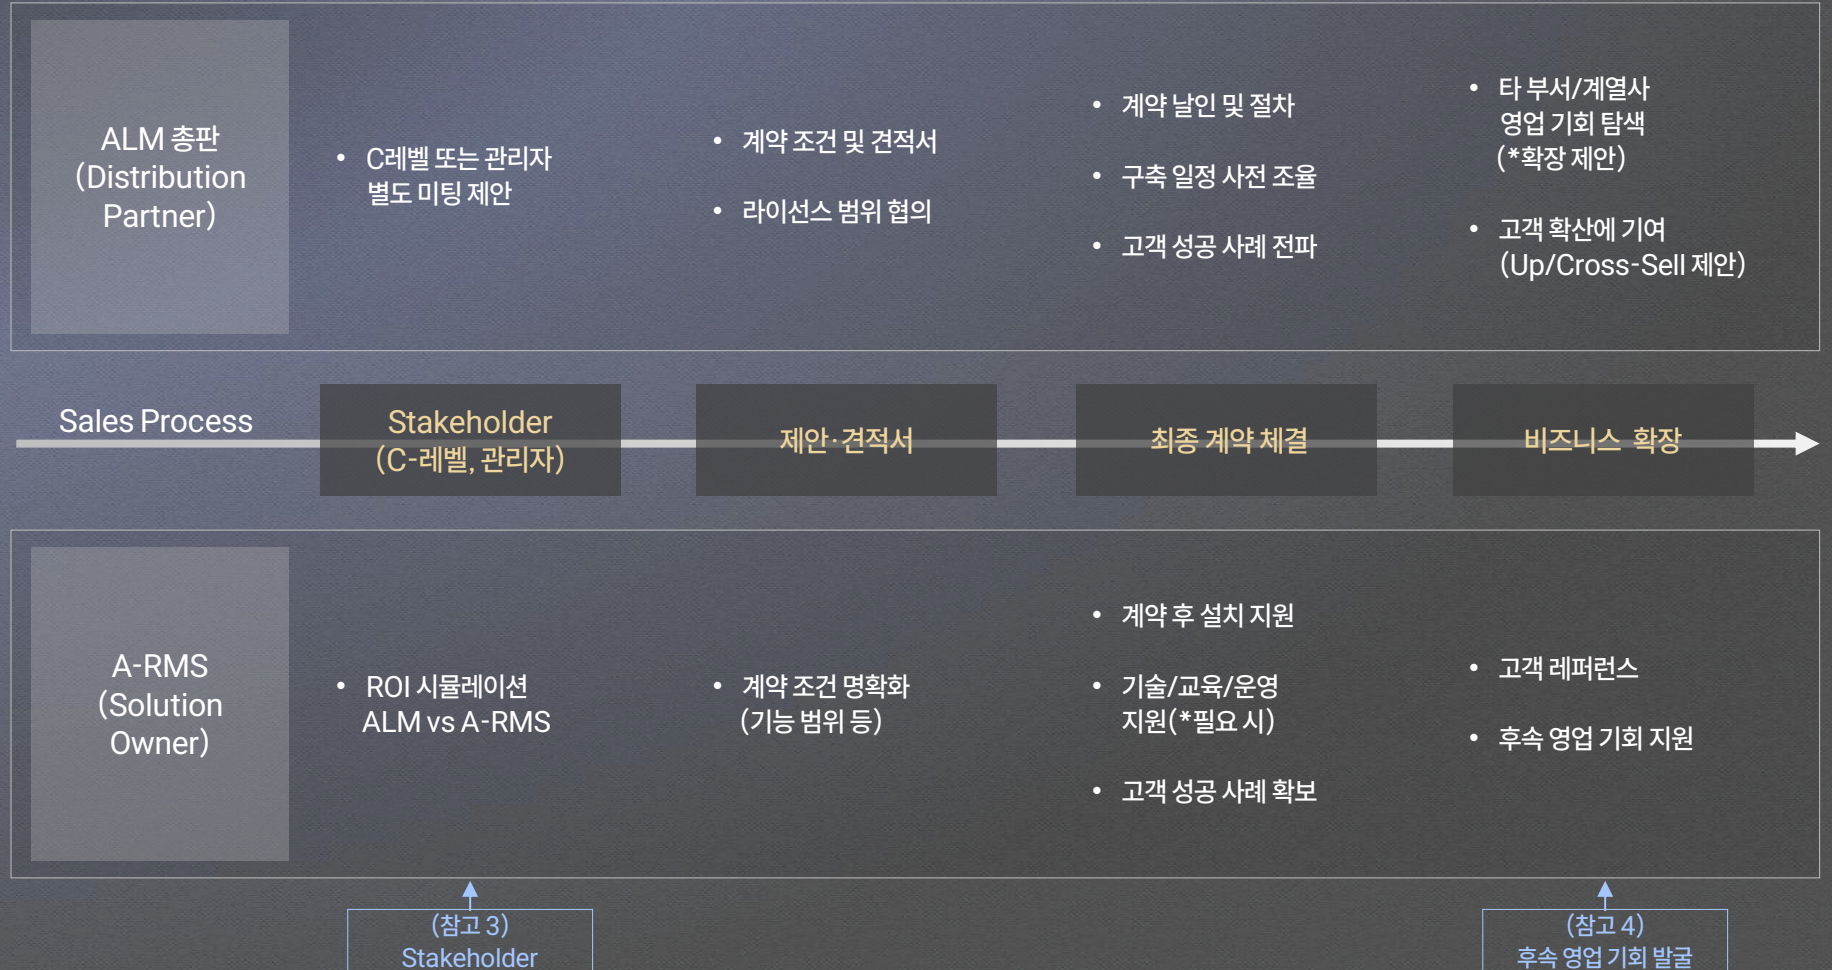 ALM 총판
(Distribution
Partner)
• C레벨 또는 관리자
별도 미팅 제안
• 계약 조건 및 견적서
• 라이선스 범위 협의
• 계약 날인 및 절차
• 구축 일정 사전 조율
• 고객 성공 사례 전파
• 타 부서/계열사
영업 기회 탐색
(*확장 제안)
• 고객 확산에 기여
(Up/Cross-Sell 제안)
Sales Process
Stakeholder
(C-레벨, 관리자)
제안·견적서
최종 계약 체결
비즈니스 확장
A-RMS
(Solution
Owner)
• ROI 시뮬레이션
ALM vs A-RMS
• 계약 조건 명확화
(기능 범위 등)
• 계약 후 설치 지원
• 기술/교육/운영
지원(*필요 시)
• 고객 성공 사례 확보
• 고객 레퍼런스
• 후속 영업 기회 지원
(참고 3)
Stakeholder
(참고 4)
후속 영업 기회 발굴